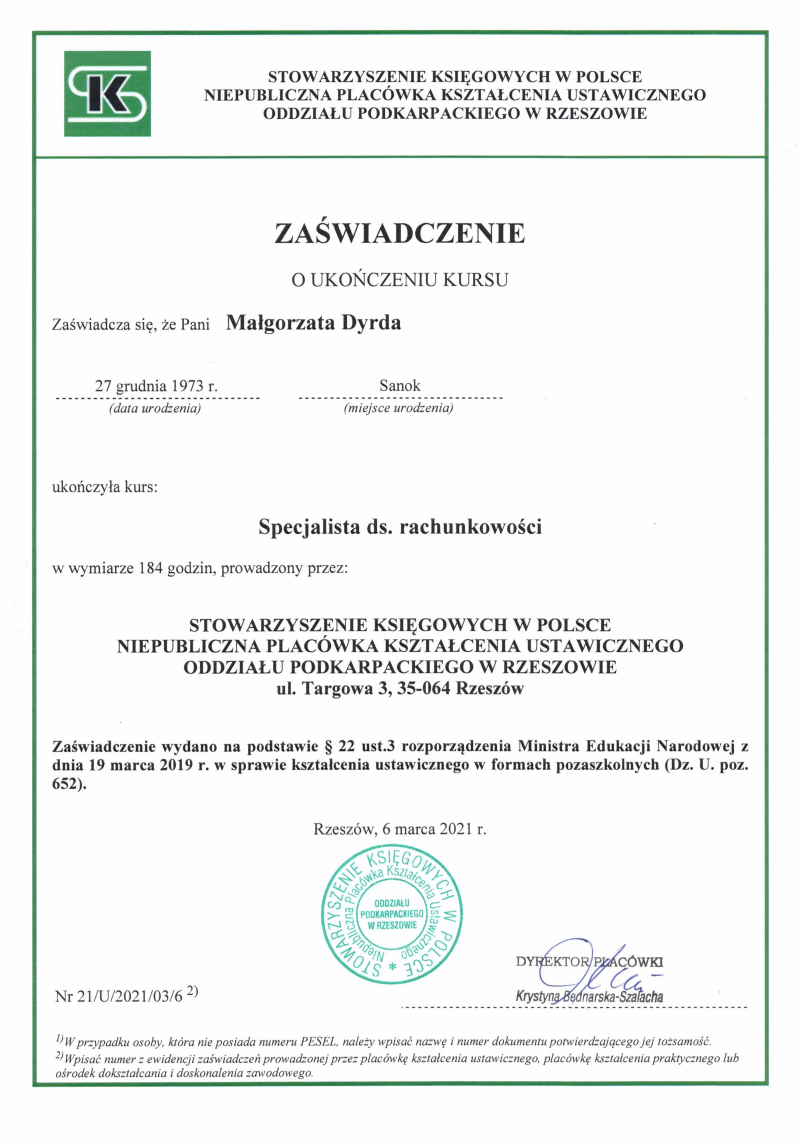 SKP
STOWARZYSZENIE KSIĘGOWYCH W POLSCE
NIEPUBLICZNA PLACÓWKA KSZTAŁCENIA USTAWICZNEGO
ODDZIAŁU PODKARPACKIEGO W RZESZOWIE
ZAŚWIADCZENIE
O UKOŃCZENIU KURSU
Zaświadcza się, że Pani Małgorzata Dyrda
27 grudnia 1973 r. Sanok
(data urodzenia) (miejsce urodzenia)
ukończyła kurs:
Specjalista ds. rachunkowości
w wymiarze 184 godzin, prowadzony przez:
STOWARZYSZENIE KSIĘGOWYCH W POLSCE
NIEPUBLICZNA PLACÓWKA KSZTAŁCENIA USTAWICZNEGO
ODDZIAŁU PODKARPACKIEGO W RZESZOWIE
ul. Targowa 3, 35-064 Rzeszów
Zaświadczenie wydano na podstawie § 22 ust.3 rozporządzenia Ministra Edukacji Narodowej z
dnia 19 marca 2019 r. w sprawie kształcenia ustawicznego w formach pozaszkolnych (Dz. U. poz.
652).
Rzeszów, 6 marca 2021 r.
STOWARZYSZENIE KSIĘGOWYCH W POLSCE *
Niepubliczna Placówka Kształcenia Ustawicznego
ODDZIAŁU
PODKARPACKIEGO
W RZESZOWIE
DYREKTOR PLACÓWKI
Krystyna Bednarska-Szałacha
Nr 21/U/2021/03/6 2)
1)W przypadku osoby, która nie posiada numeru PESEL, należy wpisać nazwę i numer dokumentu potwierdzającego jej tożsamość.
2)Wpisać numer z ewidencji zaświadczeń prowadzonej przez placówkę kształcenia ustawicznego, placówkę kształcenia praktycznego lub
ośrodek dokształcania i doskonalenia zawodowego.